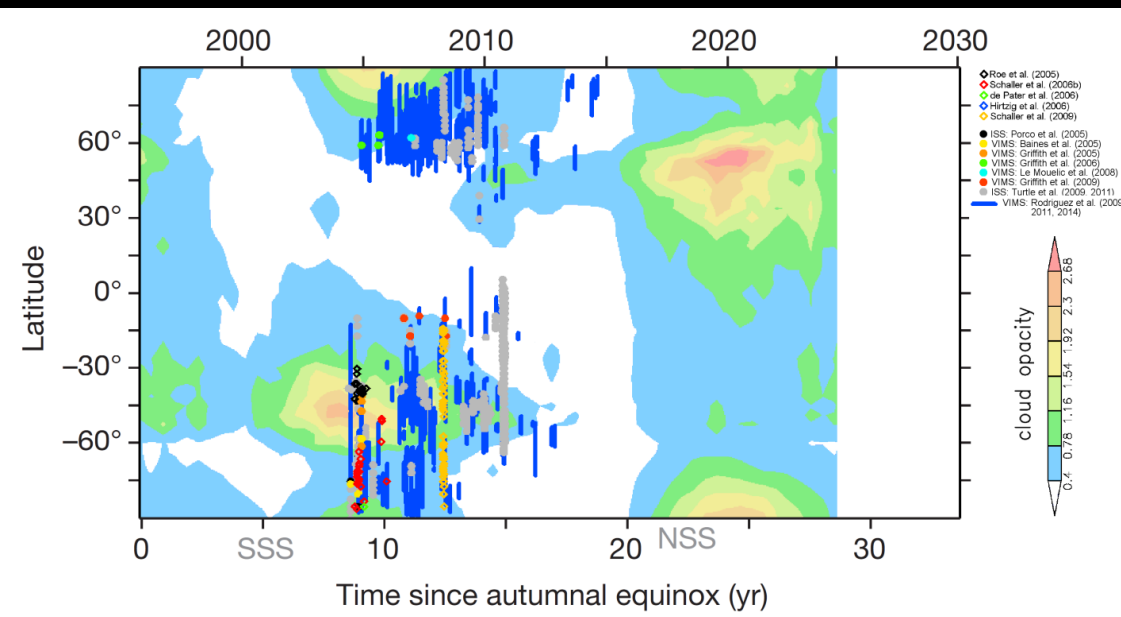 2000 2010 2020 2030
Roe et al. (2005)
Schaller et al. (2006b)
de Pater et al. (2006)
Hirtzig et al. (2006)
Schaller et al. (2009)
ISS: Porco et al. (2005)
VIMS: Baines et al. (2005)
VIMS: Griffith et al. (2005)
VIMS: Griffith et al. (2006)
VIMS: Le Mouelic et al. (2008)
VIMS: Griffith et al. (2009)
ISS: Turtle et al. (2009, 2011)
VIMS: Rodriguez et al. (2009
2011, 2014)
60°
30°
0°
−30°
−60°
Latitude
cloud opacity
0.4 0.78 1.16 1.54 1.92 2.3 2.68
0 SSS 10 20 NSS 30
Time since autumnal equinox (yr)